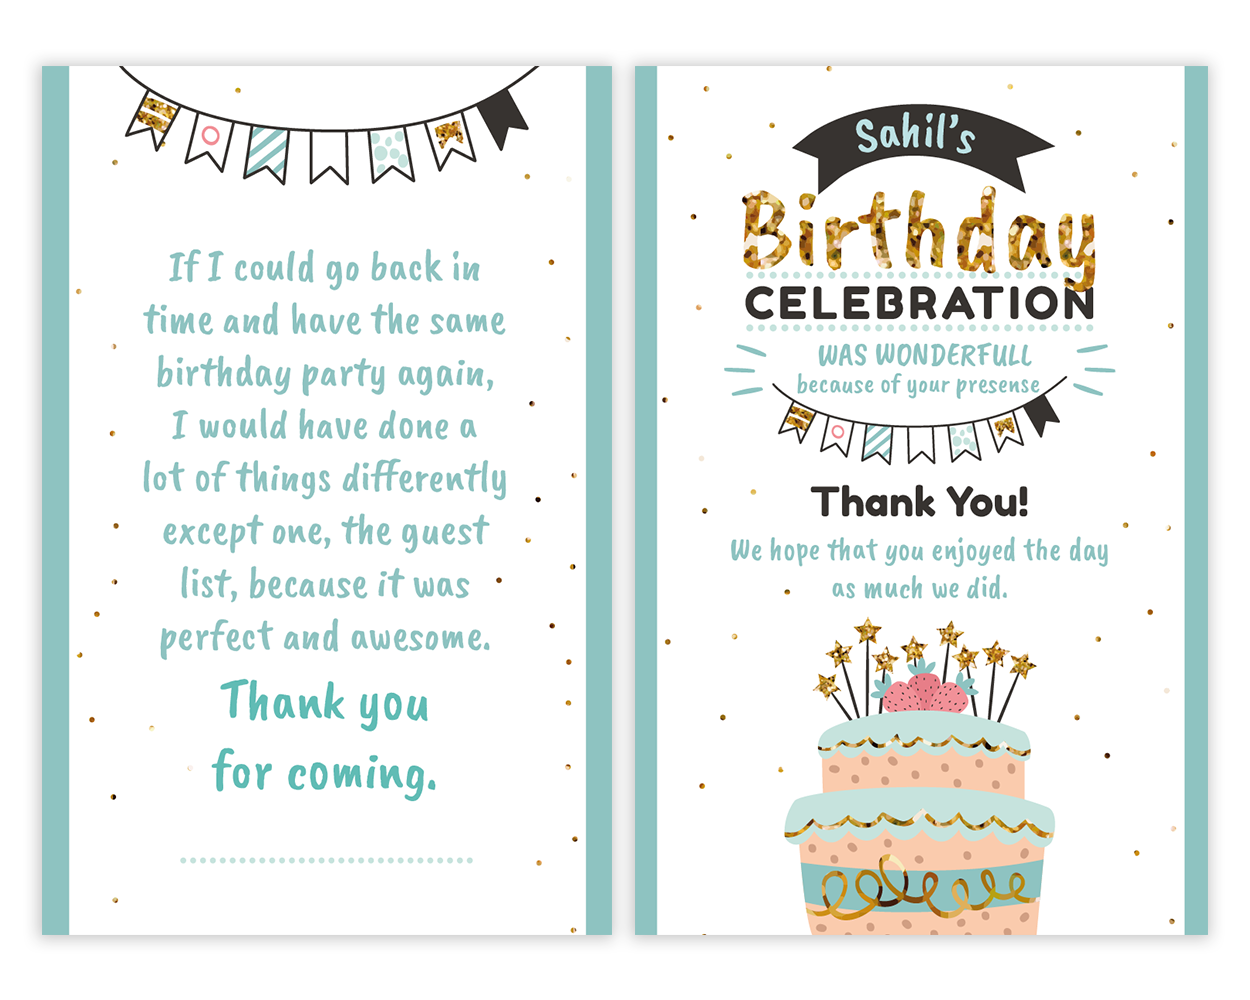 If I could go back in
time and have the same
birthday party again,
I would have done a
lot of things differently
except one, the guest
list, because it was
perfect and awesome.
Thank you
for coming.
Sahil's
Birthday
CELEBRATION
WAS WONDERFULL
because of your presense
Thank You!
We hope that you enjoyed the day
as much we did.